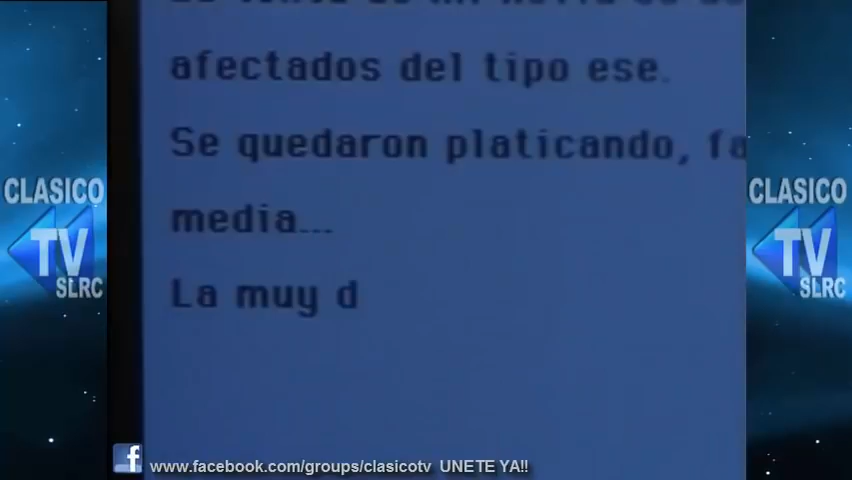 afectados del tipo ese.
Se quedaron platicando, fa
media...
La muy d
CLASICO
TV
SLRC
CLASICO
TV
SLRC
www.facebook.com/groups/clasicotv UNETE YA!!